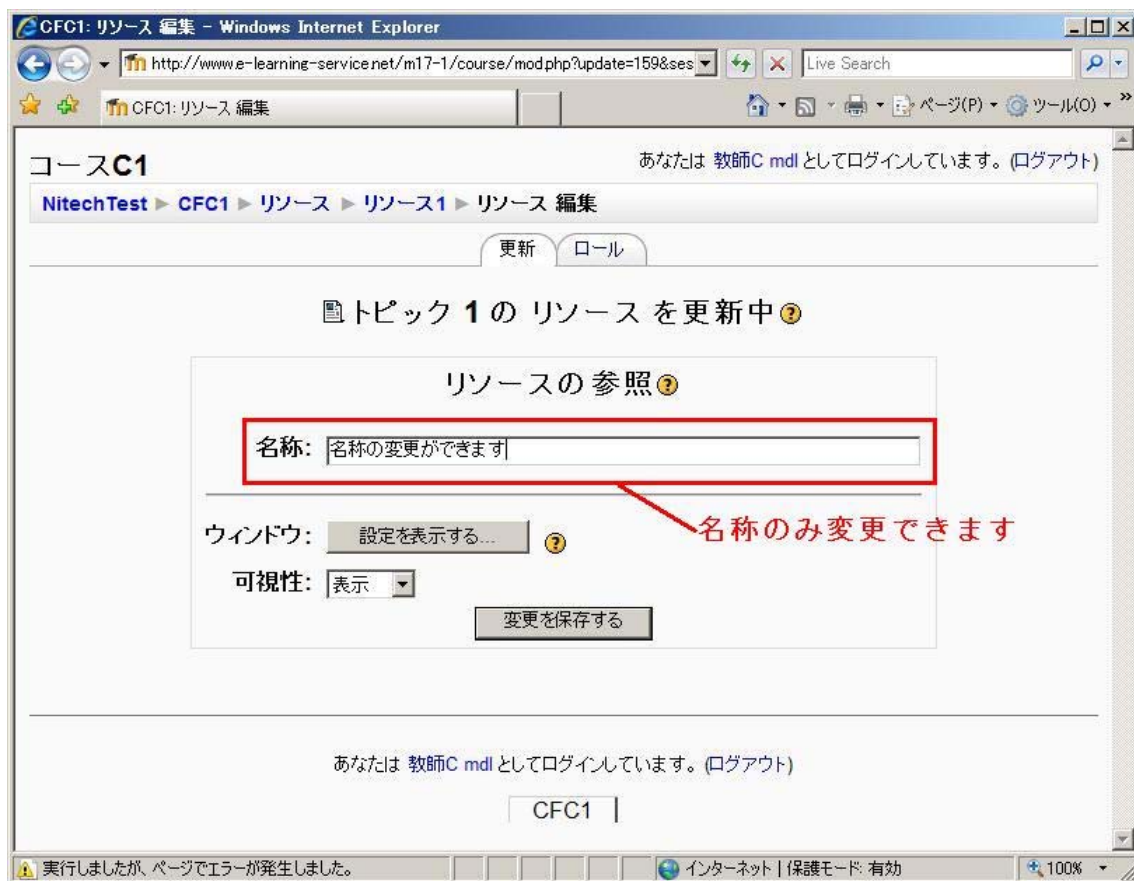 CFC1: リソース 編集 - Windows Internet Explorer
http://www.e-learning-service.net/m17-1/course/mod.php?update=159&ses
Live Search
CFC1: リソース 編集
ページ(P)
ツール(O)
コースC1
あなたは 教師C mdl としてログインしています。(ログアウト)
NitechTest ► CFC1 ► リソース ► リソース1 ► リソース 編集
更新 ロール
トピック 1 の リソース を更新中
リソースの 参照
名称: 名称の変更ができます
名称のみ変更できます
ウィンドウ: 設定を表示する...
可視性: 表示
変更を保存する
あなたは 教師C mdl としてログインしています。(ログアウト)
CFC1
実行しましたが、ページでエラーが発生しました。
インターネット | 保護モード: 有効
100%